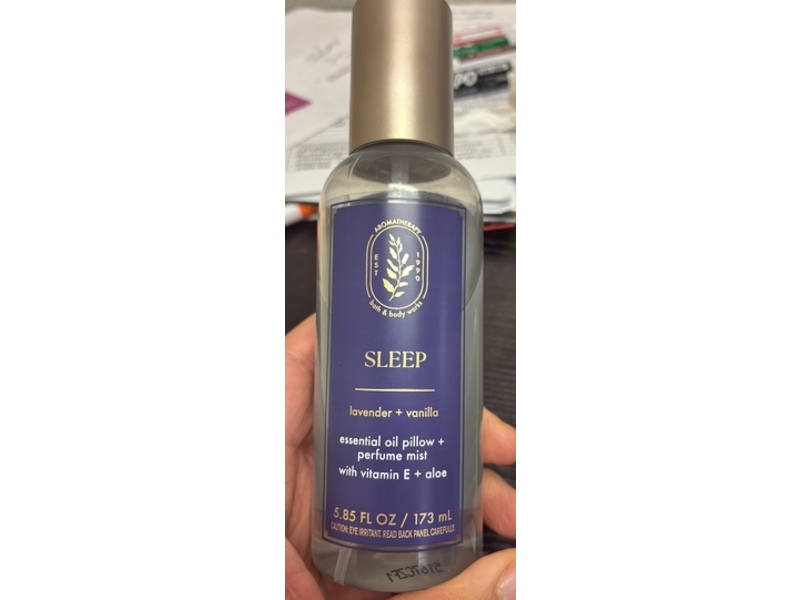 AROMATHERAPY
EST 1990
bath & body works
SLEEP
lavender + vanilla
essential oil pillow +
perfume mist
with vitamin E + aloe
5.85 FL OZ / 173 mL
CAUTION: EYE IRRITANT. READ BACK PANEL CAREFULLY.